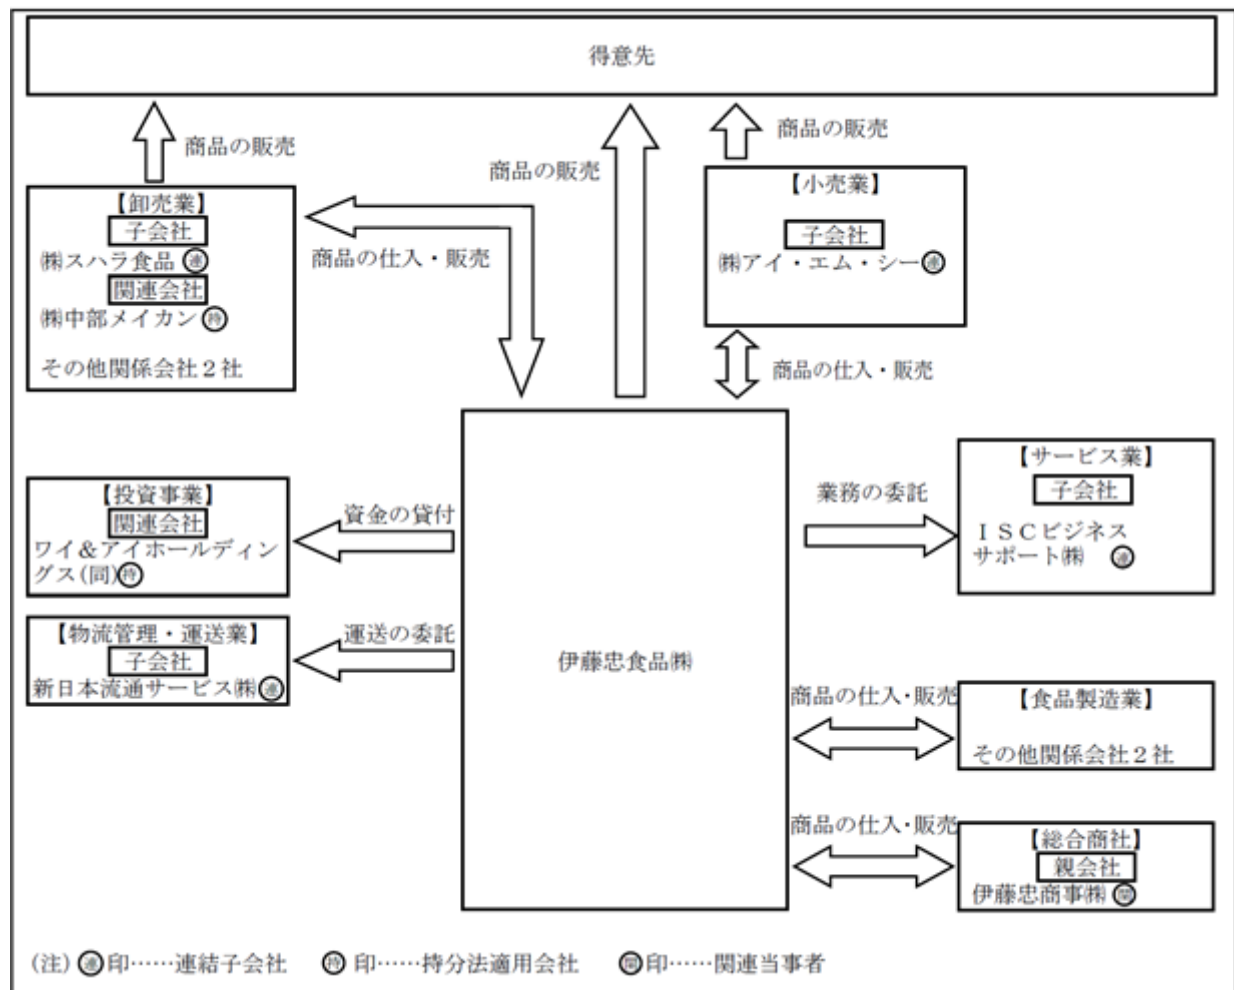 得意先
商品の販売
商品の販売
商品の販売
【卸売業】
子会社
㈱スハラ食品 ㊥連
関連会社
㈱中部メイカン 持
その他関係会社2社
商品の仕入・販売
【小売業】
子会社
㈱アイ・エム・シー 連
商品の仕入・販売
【投資事業】
関連会社
ワイ&アイホールディン
グス(同) 持
資金の貸付
【物流管理・運送業】
子会社
新日本流通サービス㈱ 連
運送の委託
伊藤忠食品㈱
業務の委託
【サービス業】
子会社
ISCビジネス
サポート㈱ 連
商品の仕入・販売
【食品製造業】
その他関係会社2社
商品の仕入・販売
【総合商社】
親会社
伊藤忠商事㈱ 関
(注) 連印……連結子会社 持印……持分法適用会社 関印……関連当事者